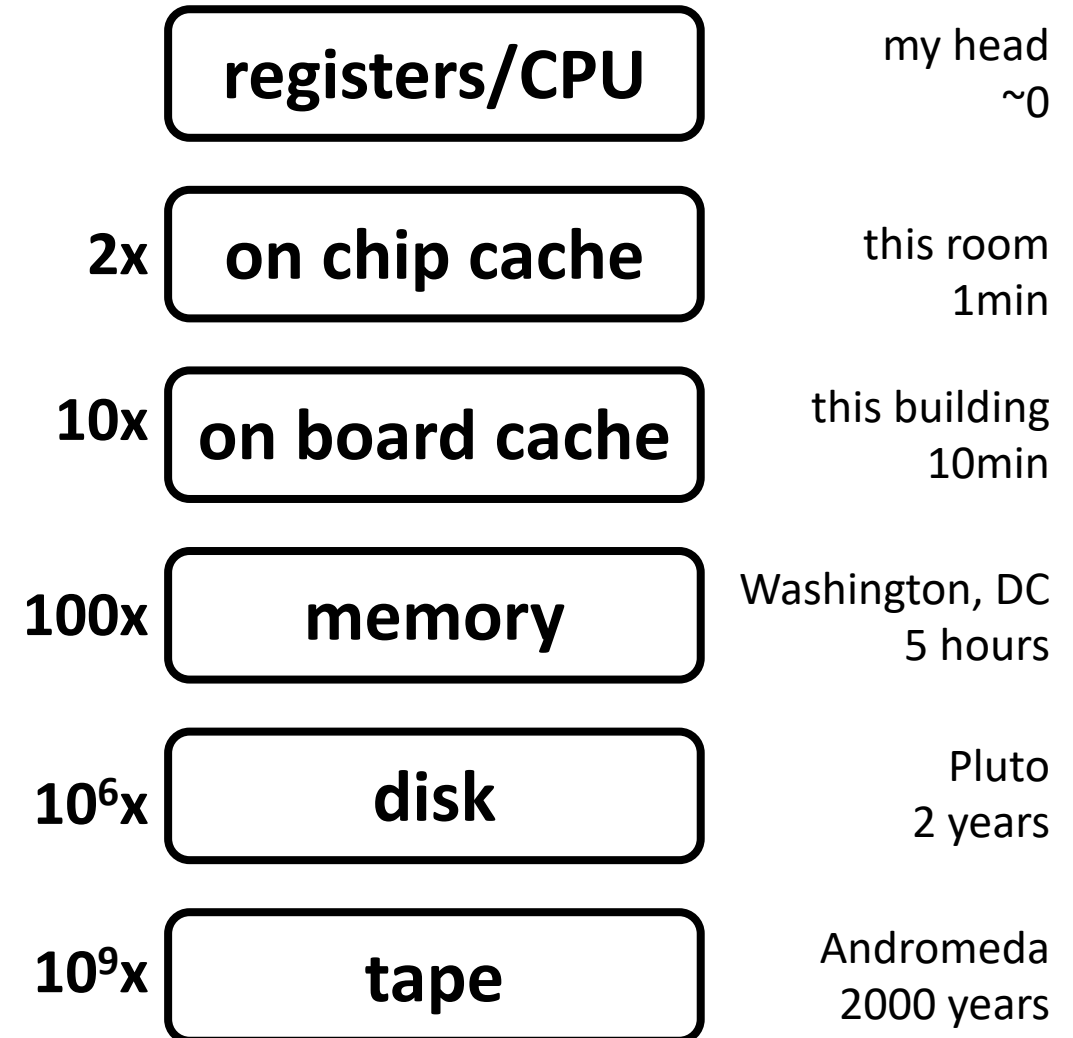 registers/CPU
my head
~0
2x
on chip cache
this room
1min
10x
on board cache
this building
10min
100x
memory
Washington, DC
5 hours
10⁶x
disk
Pluto
2 years
10⁹x
tape
Andromeda
2000 years